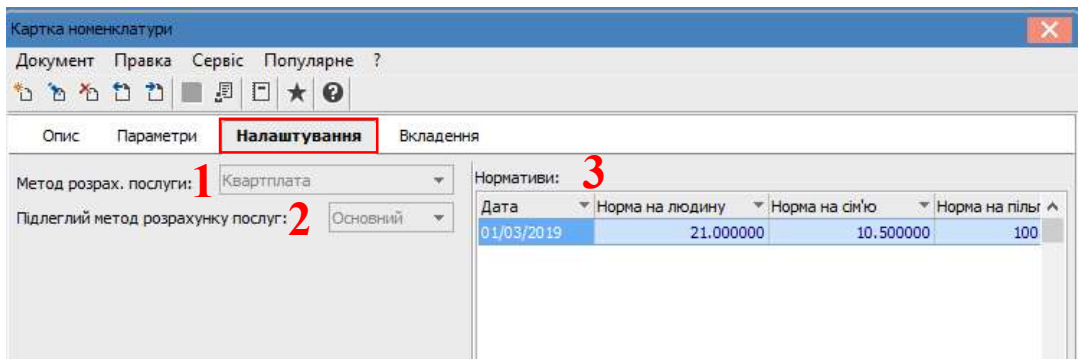 Картка номенклатури
Документ Правка Сервіс Популярне ?
Опис Параметри Налаштування Вкладення
Метод розрах. послуги: 1 Квартплата
Підлеглий метод розрахунку послуг: 2 Основний
Нормативи: 3
Дата Норма на людину Норма на сім'ю Норма на пільг
01/03/2019 21.000000 10.500000 100